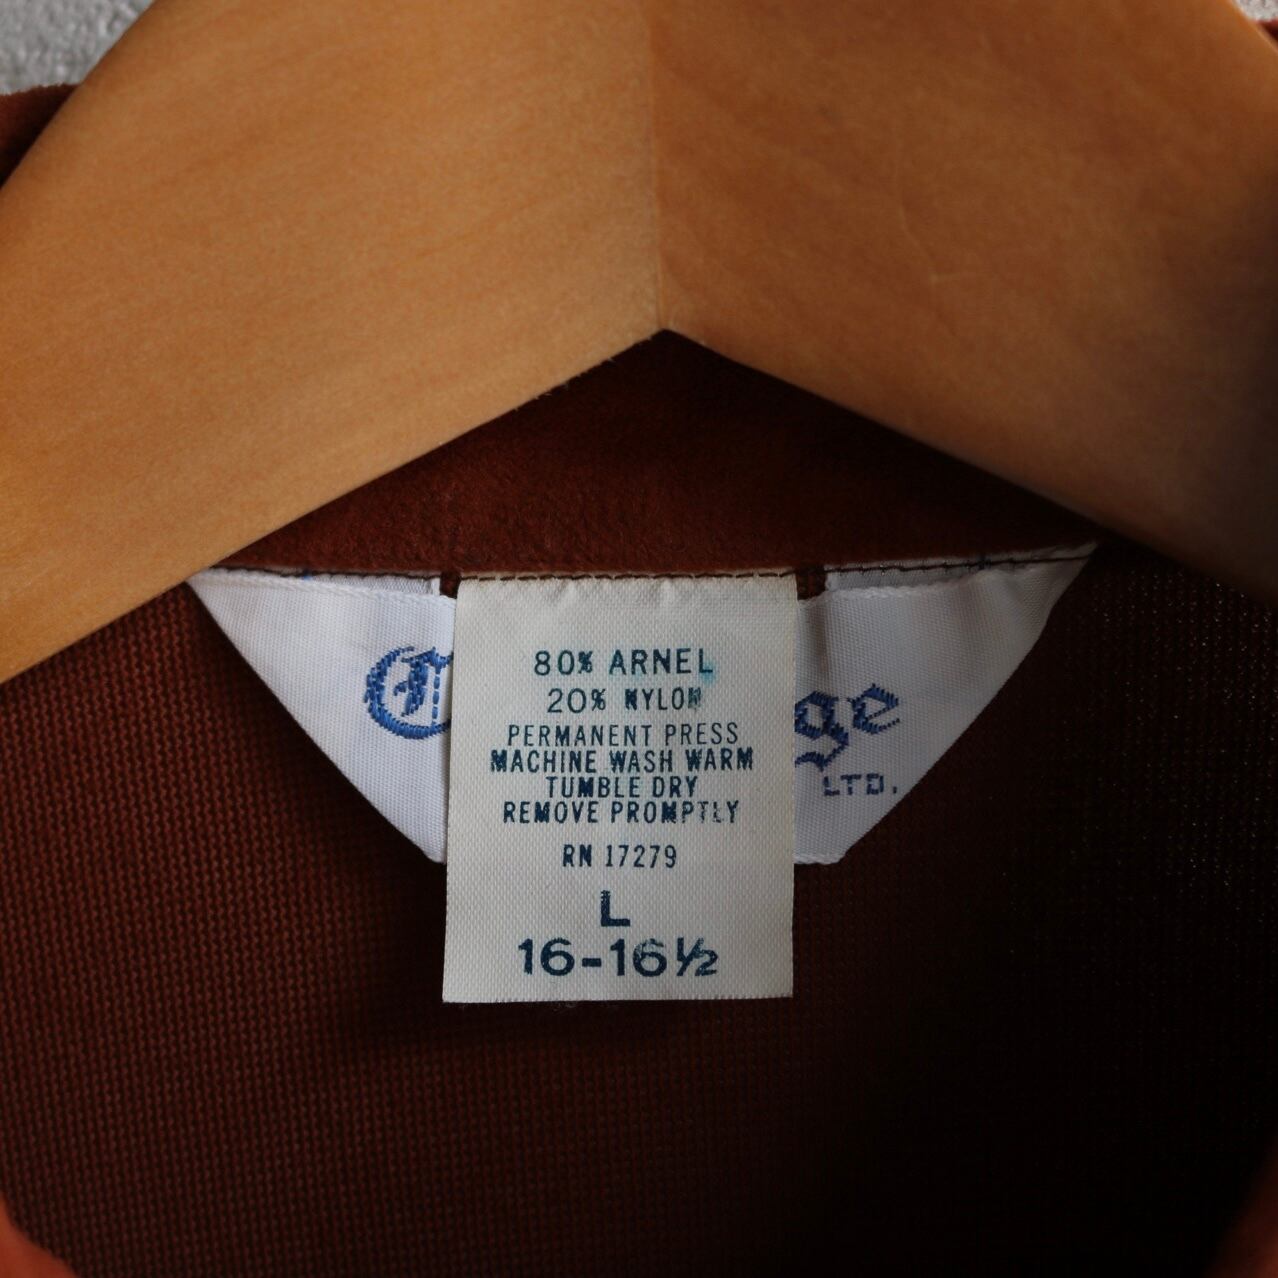 80% ARNEL
20% NYLON
PERMANENT PRESS
MACHINE WASH WARM
TUMBLE DRY
REMOVE PROMPTLY
RN 17279
L
16-16½
LTD.